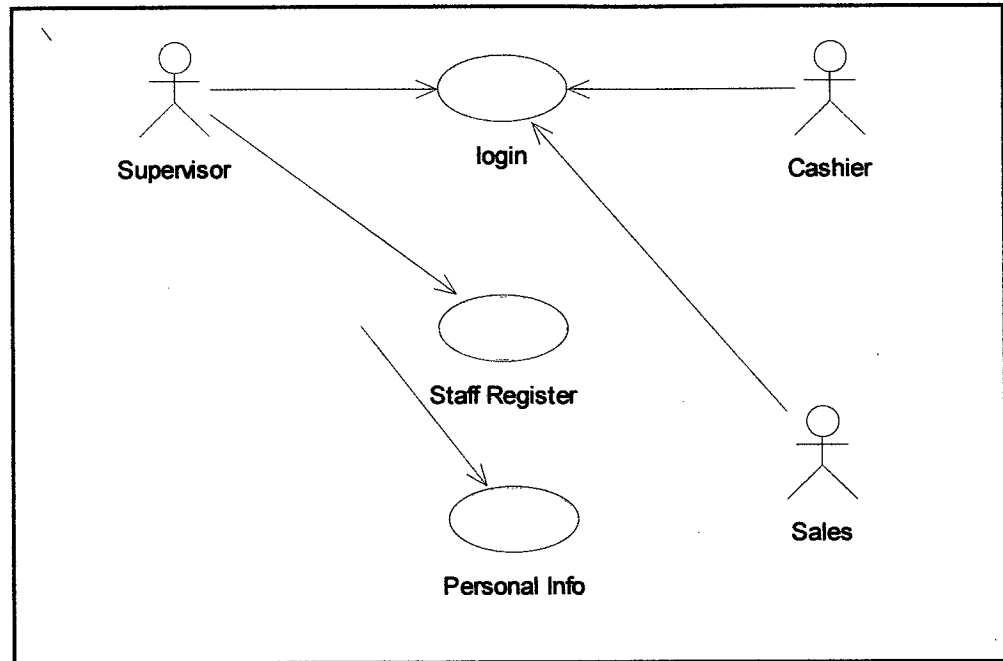 Supervisor
login
Cashier
Staff Register
Sales
Personal Info